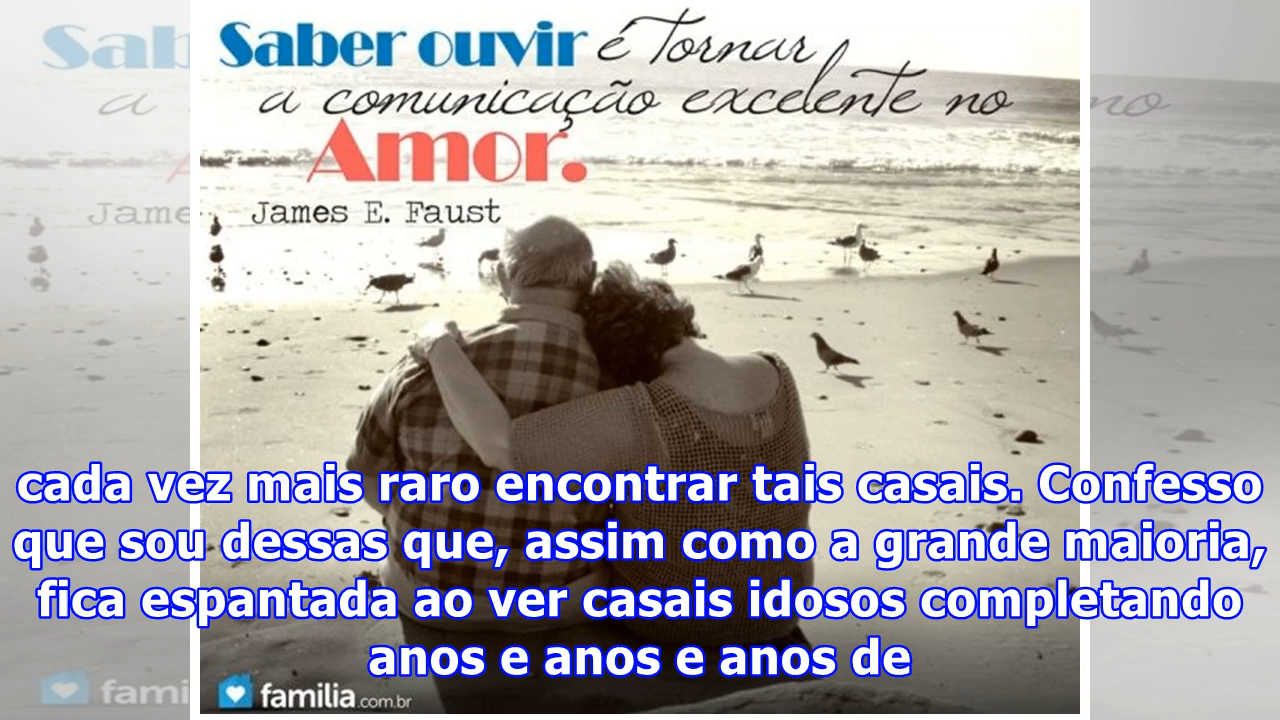 Saber ouvir é tornar
a comunicação excelente no
Amor.
James E. Faust
cada vez mais raro encontrar tais casais. Confesso
que sou dessas que, assim como a grande maioria,
fica espantada ao ver casais idosos completando
anos e anos e anos de
familia.com.br